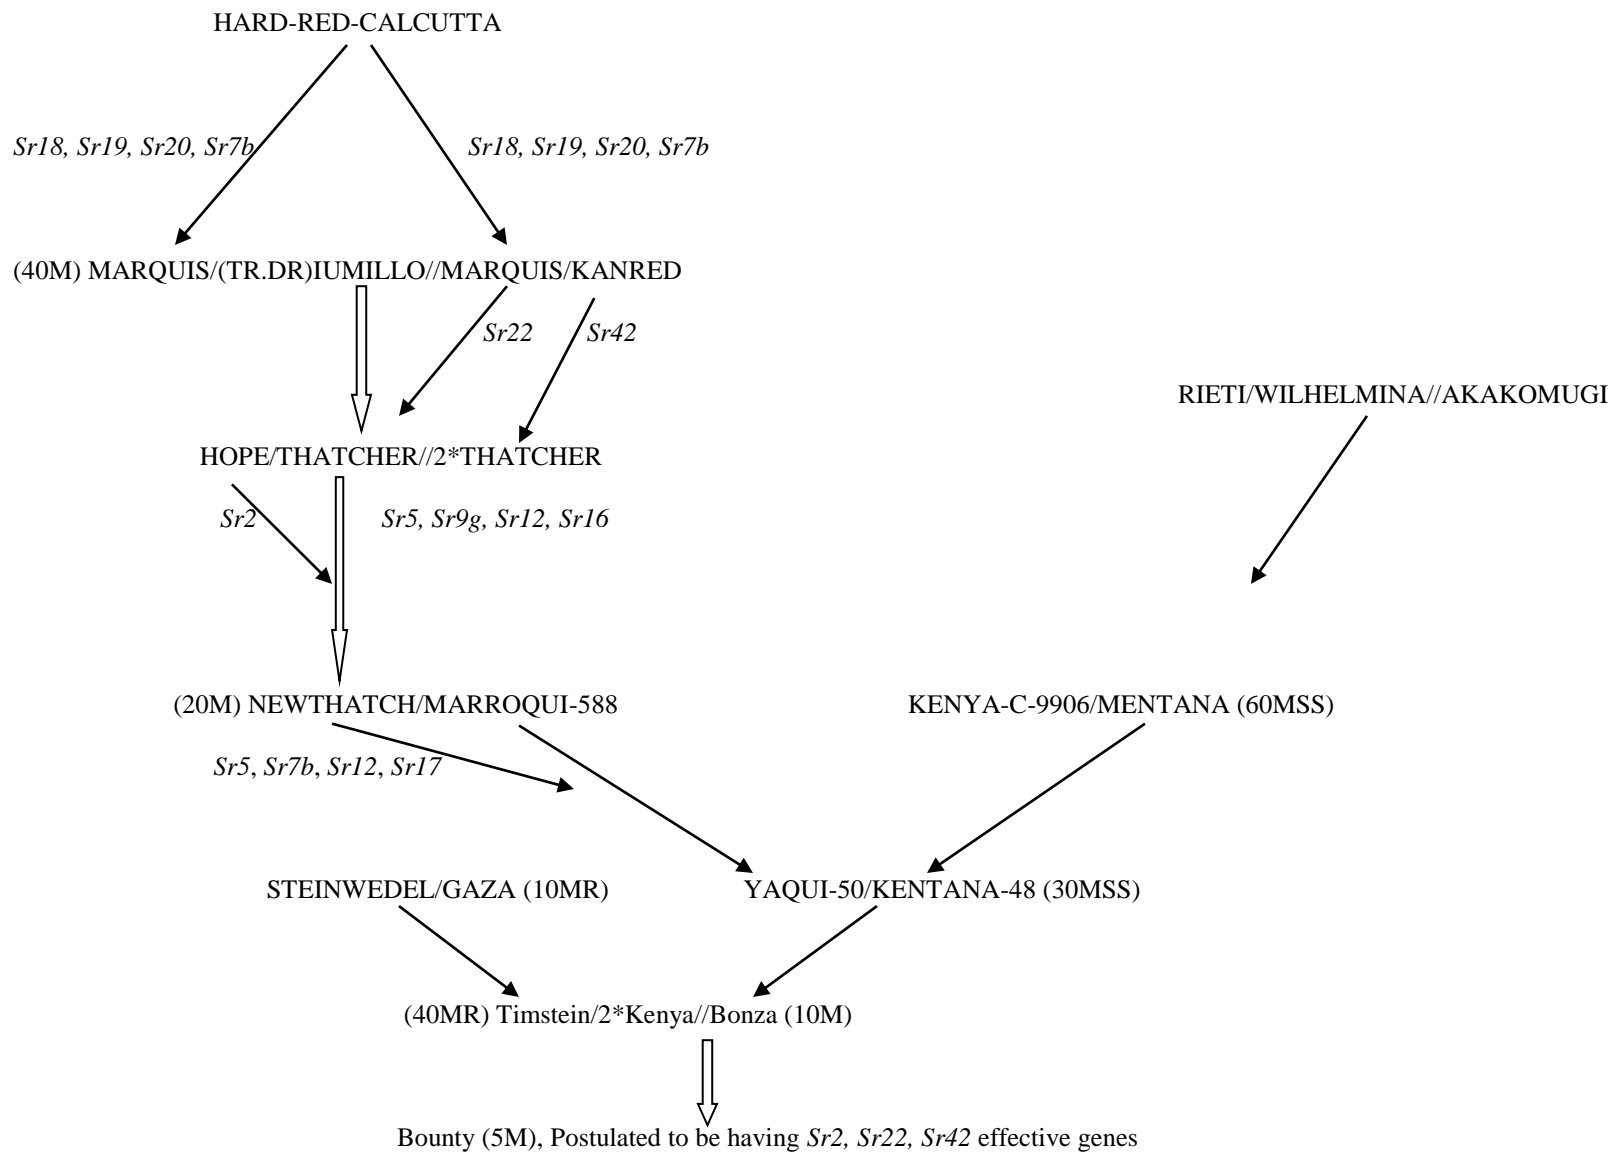 HARD-RED-CALCUTTA
Sr18, Sr19, Sr20, Sr7b
Sr18, Sr19, Sr20, Sr7b
(40M) MARQUIS/(TR.DR)IUMILLO//MARQUIS/KANRED
Sr22
Sr42
RIETI/WILHELMINA//AKAKOMUGI
HOPE/THATCHER//2*THATCHER
Sr2
Sr5, Sr9g, Sr12, Sr16
(20M) NEWTHATCH/MARROQUI-588
KENYA-C-9906/MENTANA (60MSS)
Sr5, Sr7b, Sr12, Sr17
STEINWEDEL/GAZA (10MR)
YAQUI-50/KENTANA-48 (30MSS)
(40MR) Timstein/2*Kenya//Bonza (10M)
Bounty (5M), Postulated to be having Sr2, Sr22, Sr42 effective genes